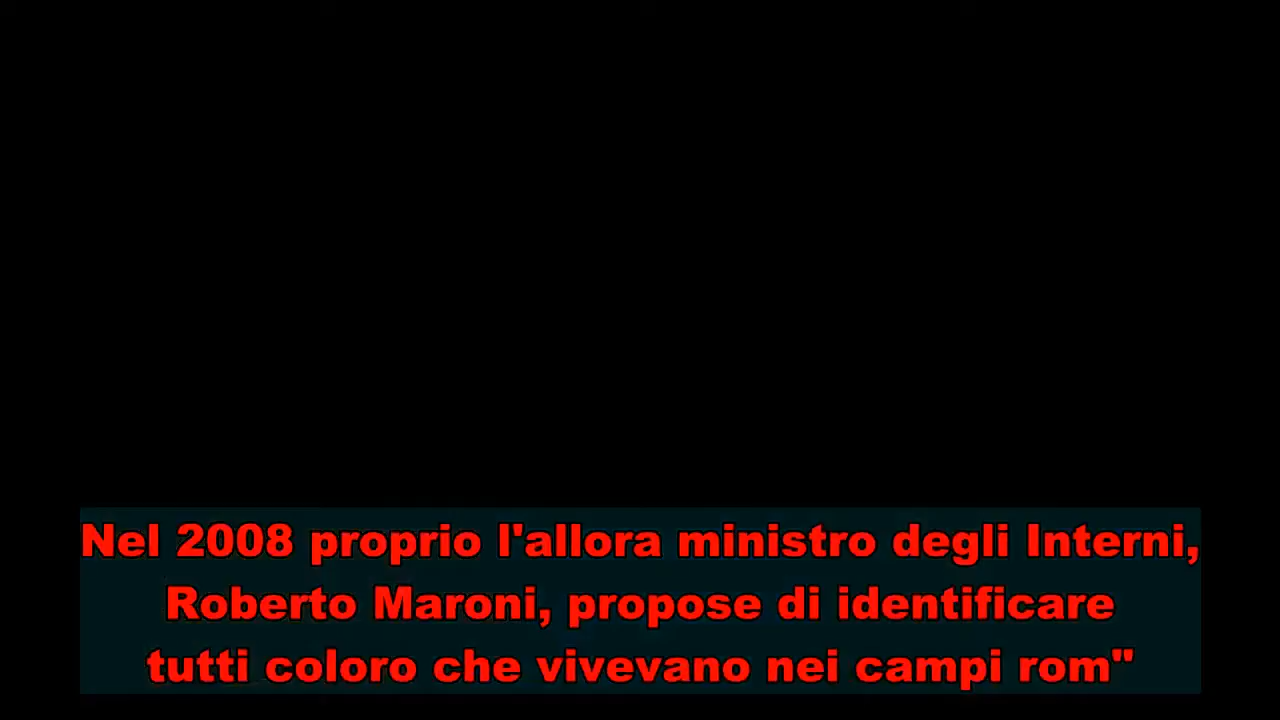 Nel 2008 proprio l'allora ministro degli Interni,
Roberto Maroni, propose di identificare
tutti coloro che vivevano nei campi rom"